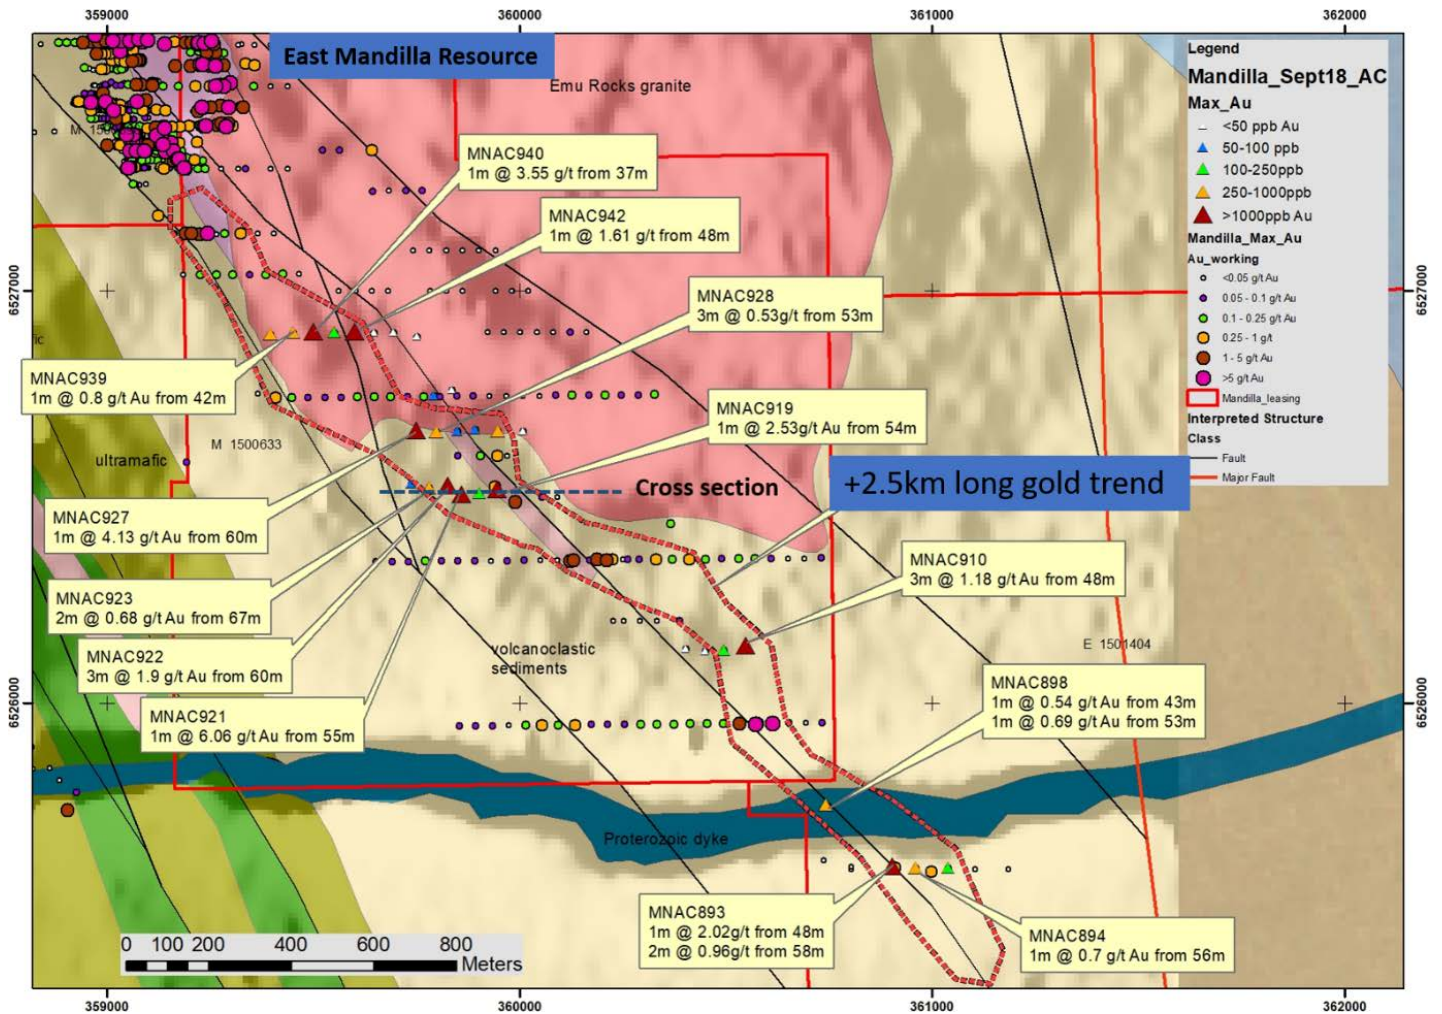 359000
360000
361000
362000
East Mandilla Resource
Emu Rocks granite
Legend
Mandilla_Sept18_AC
Max_Au
<50 ppb Au
50-100 ppb
100-250ppb
250-1000ppb
>1000ppb Au
Mandilla_Max_Au
Au_working
<0.05 g/t Au
0.05 - 0.1 g/t Au
0.1 - 0.25 g/t Au
0.25 - 1 g/t
1 - 5 g/t Au
>5 g/t Au
Mandilla_leasing
Interpreted Structure
Class
Fault
Major Fault
MNAC940
1m @ 3.55 g/t from 37m
MNAC942
1m @ 1.61 g/t from 48m
6527000
6527000
MNAC928
3m @ 0.53g/t from 53m
MNAC939
1m @ 0.8 g/t Au from 42m
MNAC919
1m @ 2.53g/t Au from 54m
M 1500633
ultramafic
+2.5km long gold trend
Cross section
MNAC927
1m @ 4.13 g/t Au from 60m
MNAC910
3m @ 1.18 g/t Au from 48m
MNAC923
2m @ 0.68 g/t Au from 67m
MNAC922
3m @ 1.9 g/t Au from 60m
volcanoclastic
sediments
E 1501404
MNAC921
1m @ 6.06 g/t Au from 55m
MNAC898
1m @ 0.54 g/t Au from 43m
1m @ 0.69 g/t Au from 53m
6526000
6526000
Proterozoic dyke
MNAC893
1m @ 2.02g/t from 48m
2m @ 0.96g/t from 58m
MNAC894
1m @ 0.7 g/t Au from 56m
0 100 200 400 600 800
Meters
359000
360000
361000
362000